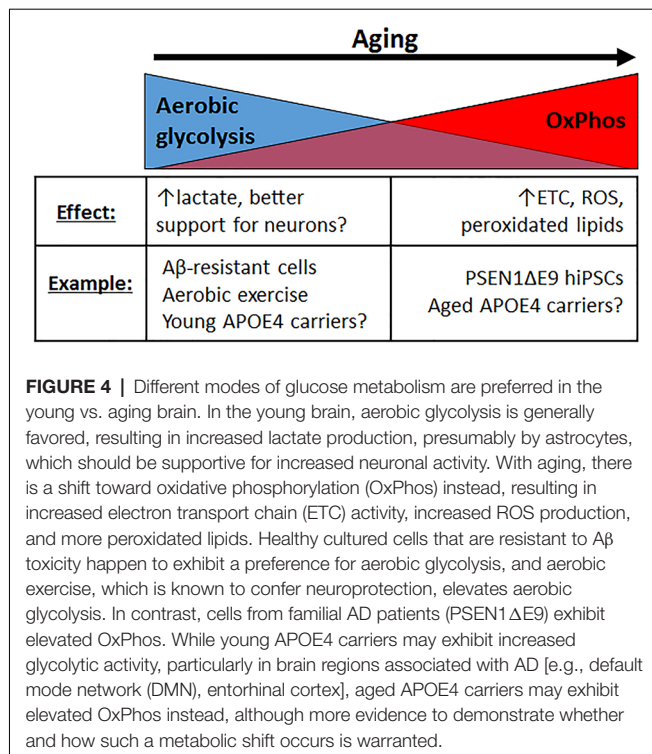 Aging
Aerobic
glycolysis
OxPhos
Effect:
↑lactate, better
support for neurons?
↑ETC, ROS,
peroxidated lipids
Example:
Aβ-resistant cells
Aerobic exercise
Young APOE4 carriers?
PSEN1ΔE9 hiPSCs
Aged APOE4 carriers?
FIGURE 4 | Different modes of glucose metabolism are preferred in the
young vs. aging brain. In the young brain, aerobic glycolysis is generally
favored, resulting in increased lactate production, presumably by astrocytes,
which should be supportive for increased neuronal activity. With aging, there
is a shift toward oxidative phosphorylation (OxPhos) instead, resulting in
increased electron transport chain (ETC) activity, increased ROS production,
and more peroxidated lipids. Healthy cultured cells that are resistant to Aβ
toxicity happen to exhibit a preference for aerobic glycolysis, and aerobic
exercise, which is known to confer neuroprotection, elevates aerobic
glycolysis. In contrast, cells from familial AD patients (PSEN1ΔE9) exhibit
elevated OxPhos. While young APOE4 carriers may exhibit increased
glycolytic activity, particularly in brain regions associated with AD [e.g., default
mode network (DMN), entorhinal cortex], aged APOE4 carriers may exhibit
elevated OxPhos instead, although more evidence to demonstrate whether
and how such a metabolic shift occurs is warranted.